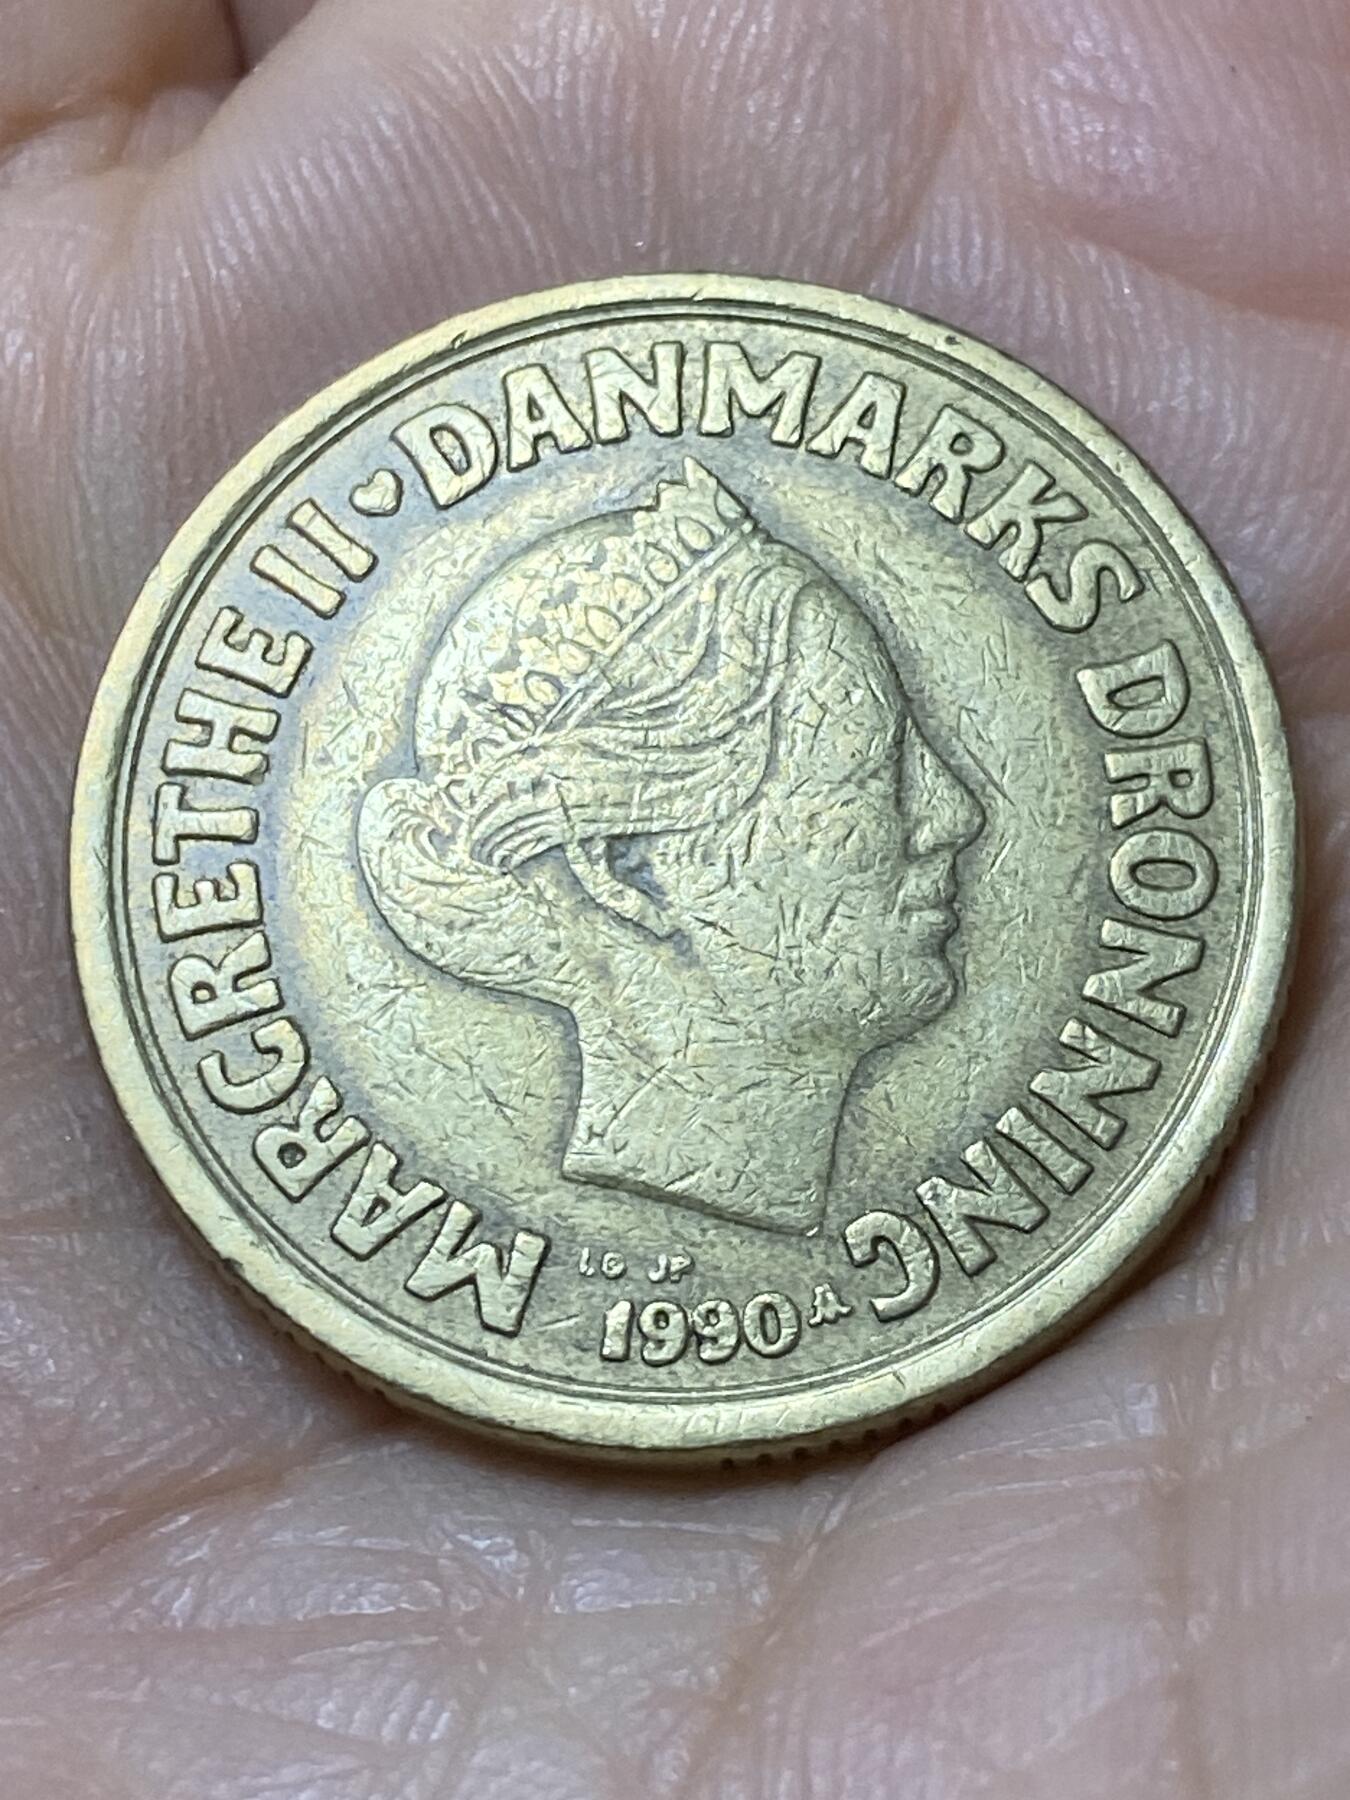 MARGRETHE II ♥ DANMARKS DRONNING
LG JP
1990